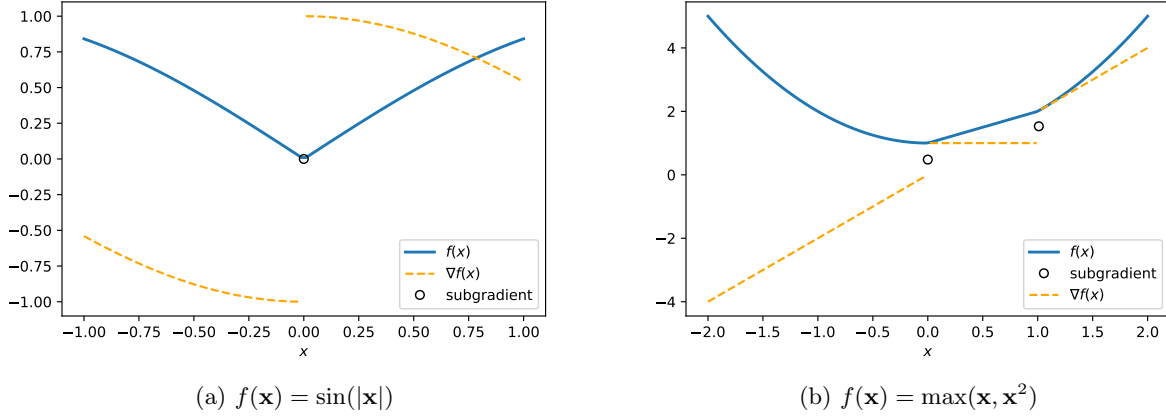 1.00
0.75
0.50
0.25
0.00
−0.25
−0.50
−0.75
−1.00
f(x)
∇f(x)
subgradient
−1.00 −0.75 −0.50 −0.25 0.00 0.25 0.50 0.75 1.00
x
(a) f(x) = sin(|x|)
4
2
0
−2
−4
f(x)
subgradient
∇f(x)
−2.0 −1.5 −1.0 −0.5 0.0 0.5 1.0 1.5 2.0
x
(b) f(x) = max(x, x²)